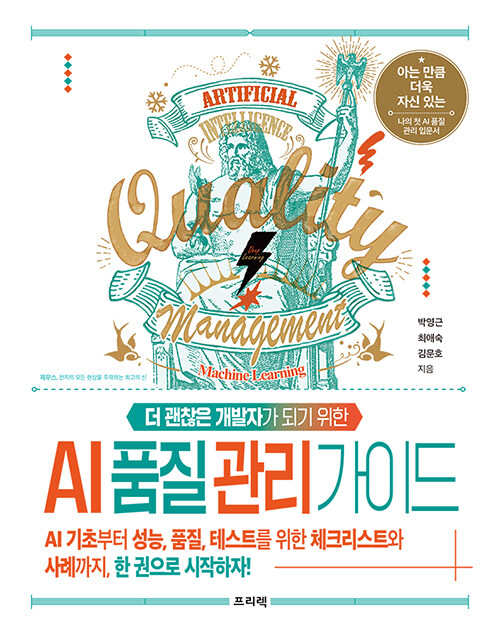 아는 만큼
더욱
자신 있는
나의 첫 AI 품질
관리 입문서
ARTIFICIAL
INTELLIGENCE
Quality
Deep
Learning
Management
Machine Learning
박영근
최애숙
김문호
지음
제우스, 천지의 모든 현상을 주재하는 최고의 신
더 괜찮은 개발자가 되기 위한
AI 품질 관리 가이드
AI 기초부터 성능, 품질, 테스트를 위한 체크리스트와
사례까지, 한 권으로 시작하자!
프리렉